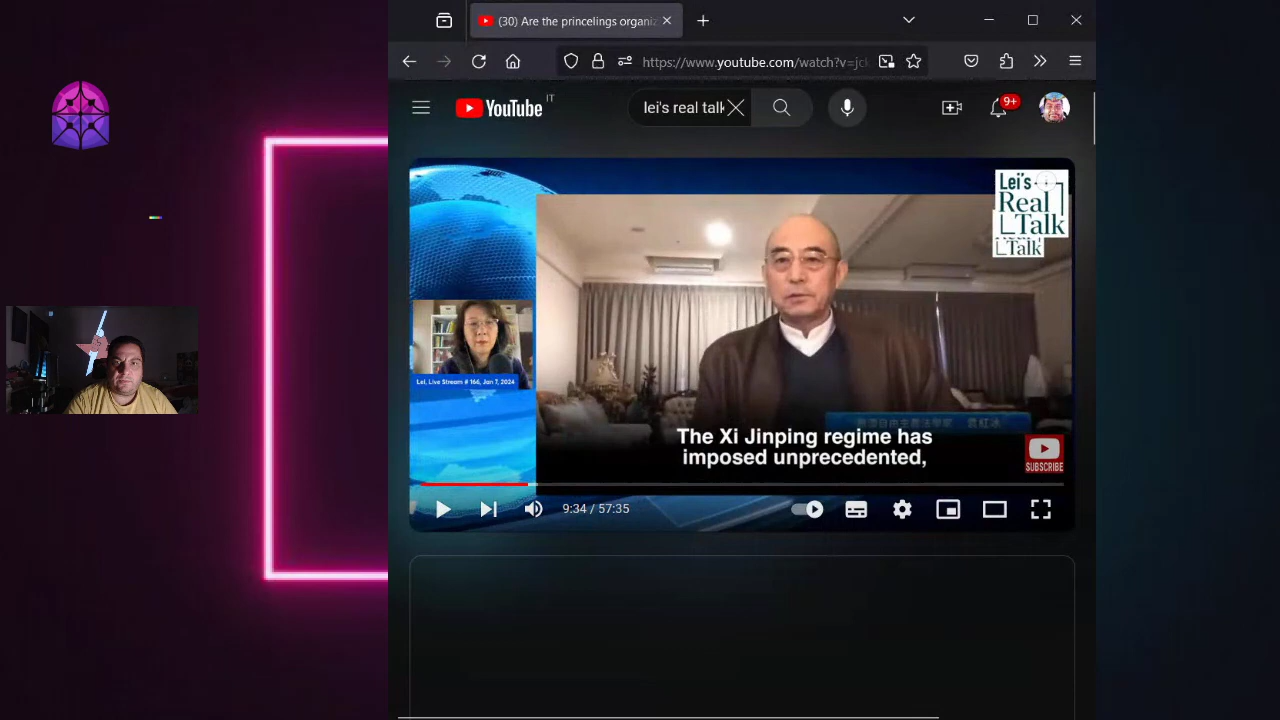 (30) Are the princelings organiz
https://www.youtube.com/watch?v=jck
YouTube IT
lei's real talk
9+
Lei's
Real
Talk
Talk
Lei, Live Stream # 166, Jan 7, 2024
The Xi Jinping regime has
imposed unprecedented,
SUBSCRIBE
9:34 / 57:35